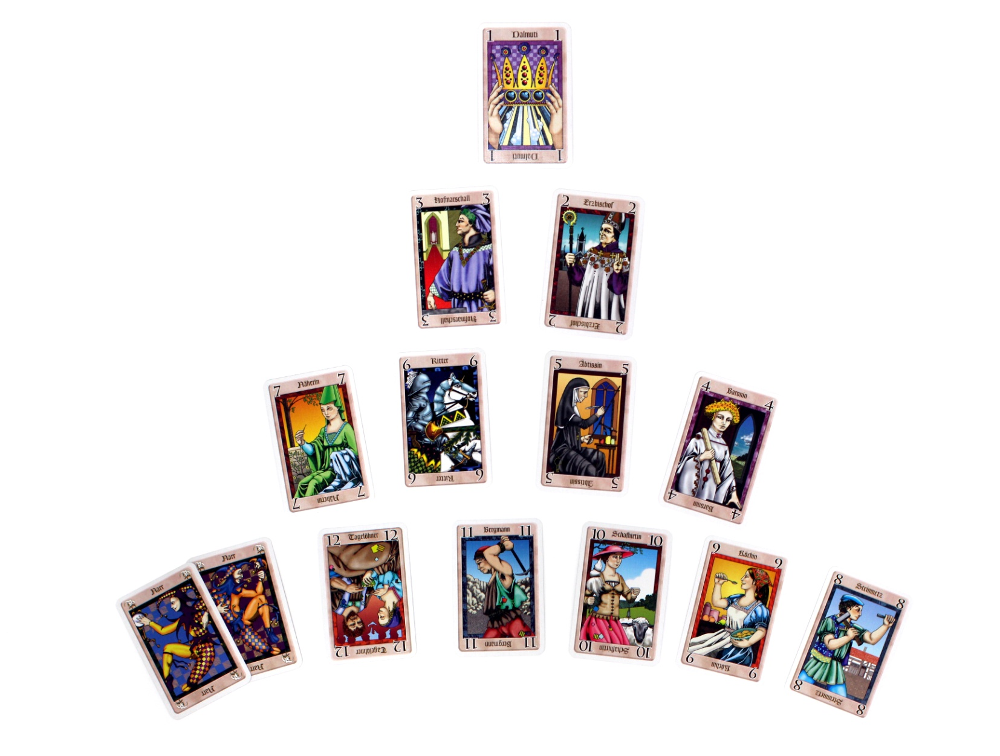 1 Dalmuti 1
1 Dalmuti 1
3 Hofmarschall 3
3 Hofmarschall 3
2 Erzbischof 2
2 Erzbischof 2
7 Näherin 7
7 Näherin 7
6 Ritter 6
6 Ritter 6
5 Äbtissin 5
5 Äbtissin 5
4 Baronin 4
4 Baronin 4
Narr
Narr
Narr
Narr
12 Tagelöhner 12
12 Tagelöhner 12
11 Bergmann 11
11 Bergmann 11
10 Schafhirtin 10
10 Schafhirtin 10
9 Köchin 9
9 Köchin 9
8 Steinmetz 8
8 Steinmetz 8